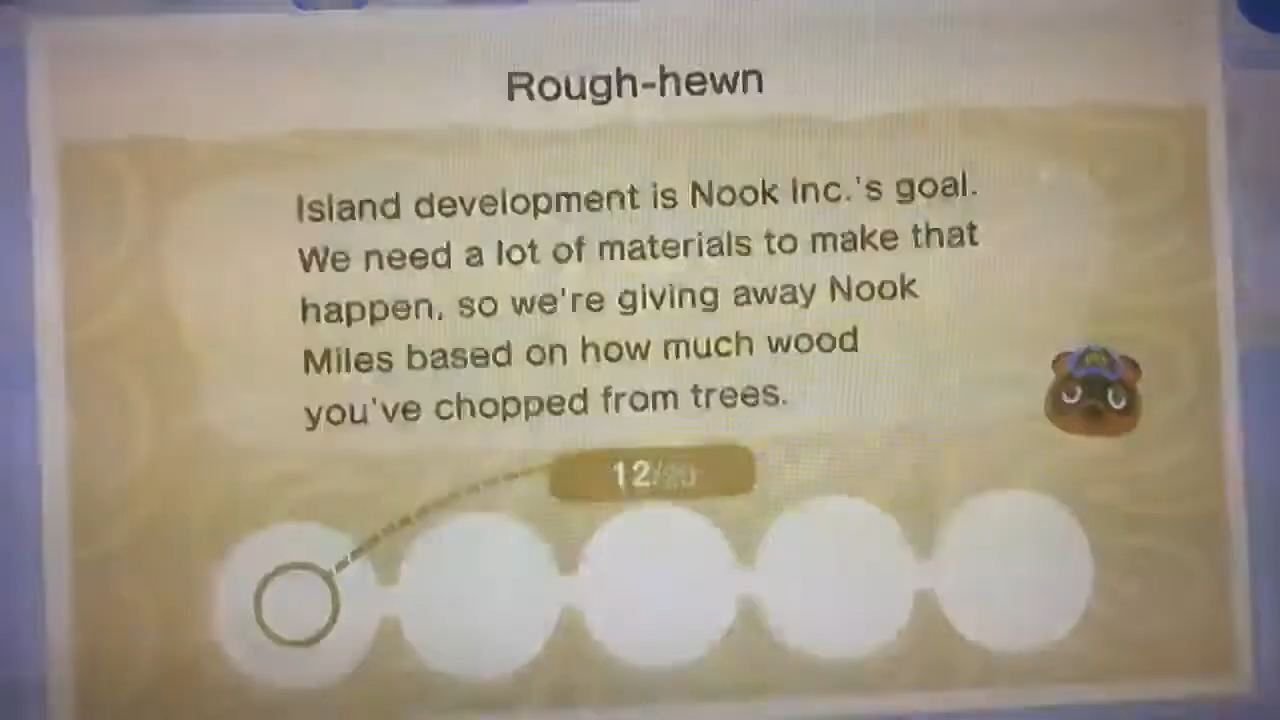 Rough-hewn
Island development is Nook Inc.'s goal.
We need a lot of materials to make that
happen, so we're giving away Nook
Miles based on how much wood
you've chopped from trees.
12/20